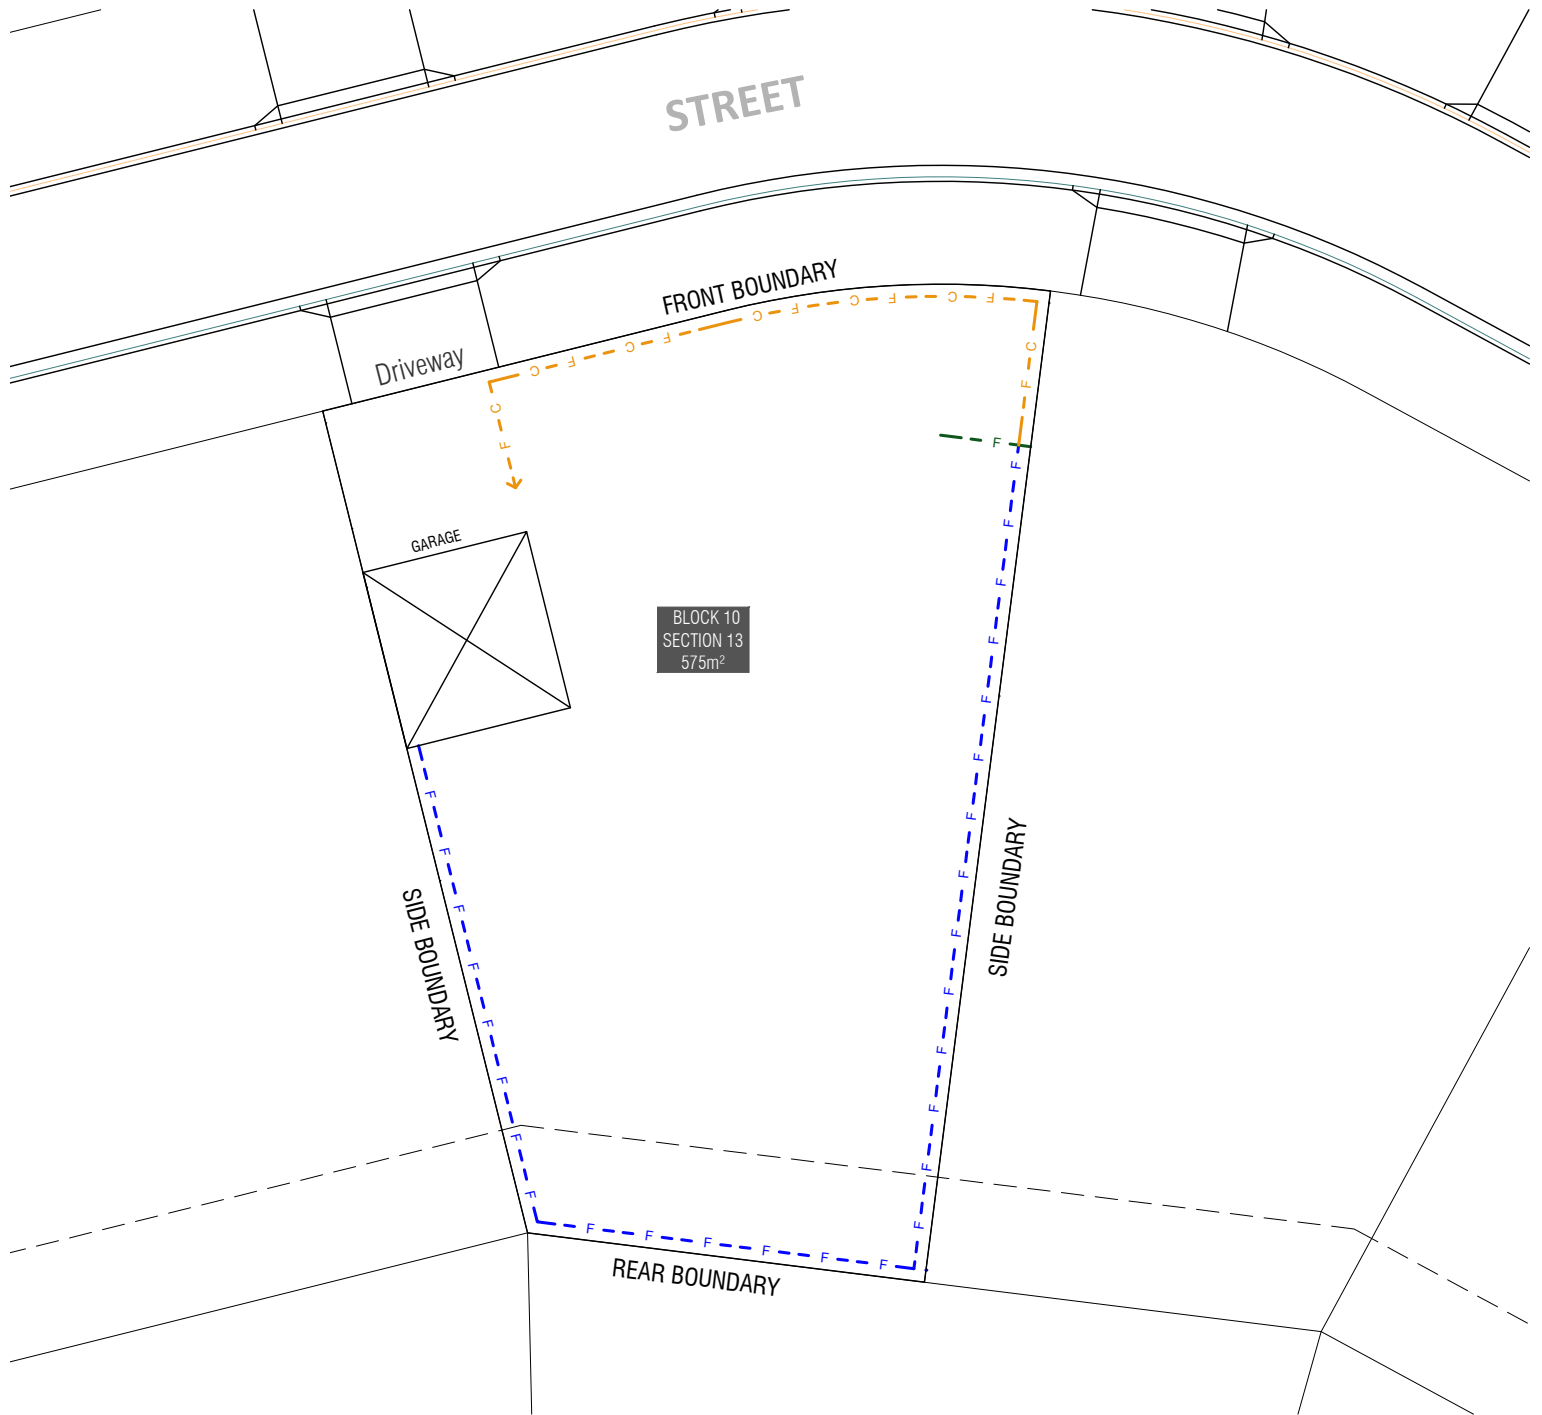 STREET
FRONT BOUNDARY
Driveway
C F C F C F C F C F
C F
C F
F
GARAGE
BLOCK 10
SECTION 13
575m²
F F F F F F F F F F F F F F
F F F F F F F F
SIDE BOUNDARY
SIDE BOUNDARY
F F F F F F
REAR BOUNDARY